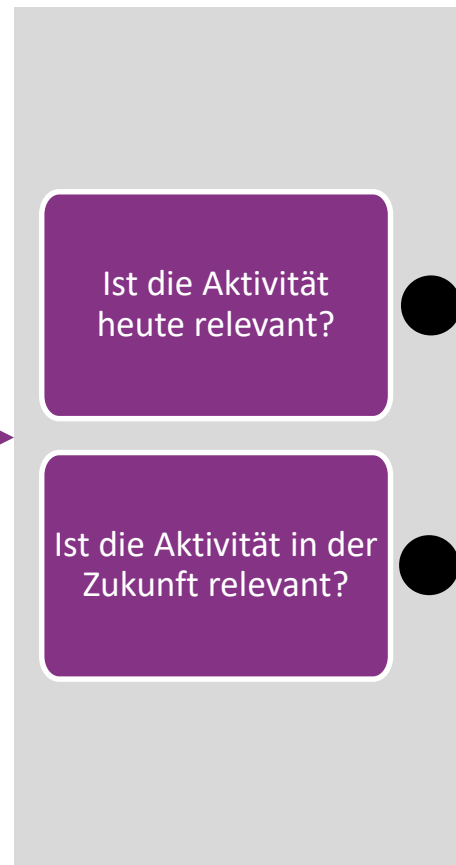 Ist die Aktivität
heute relevant?
Ist die Aktivität in der
Zukunft relevant?